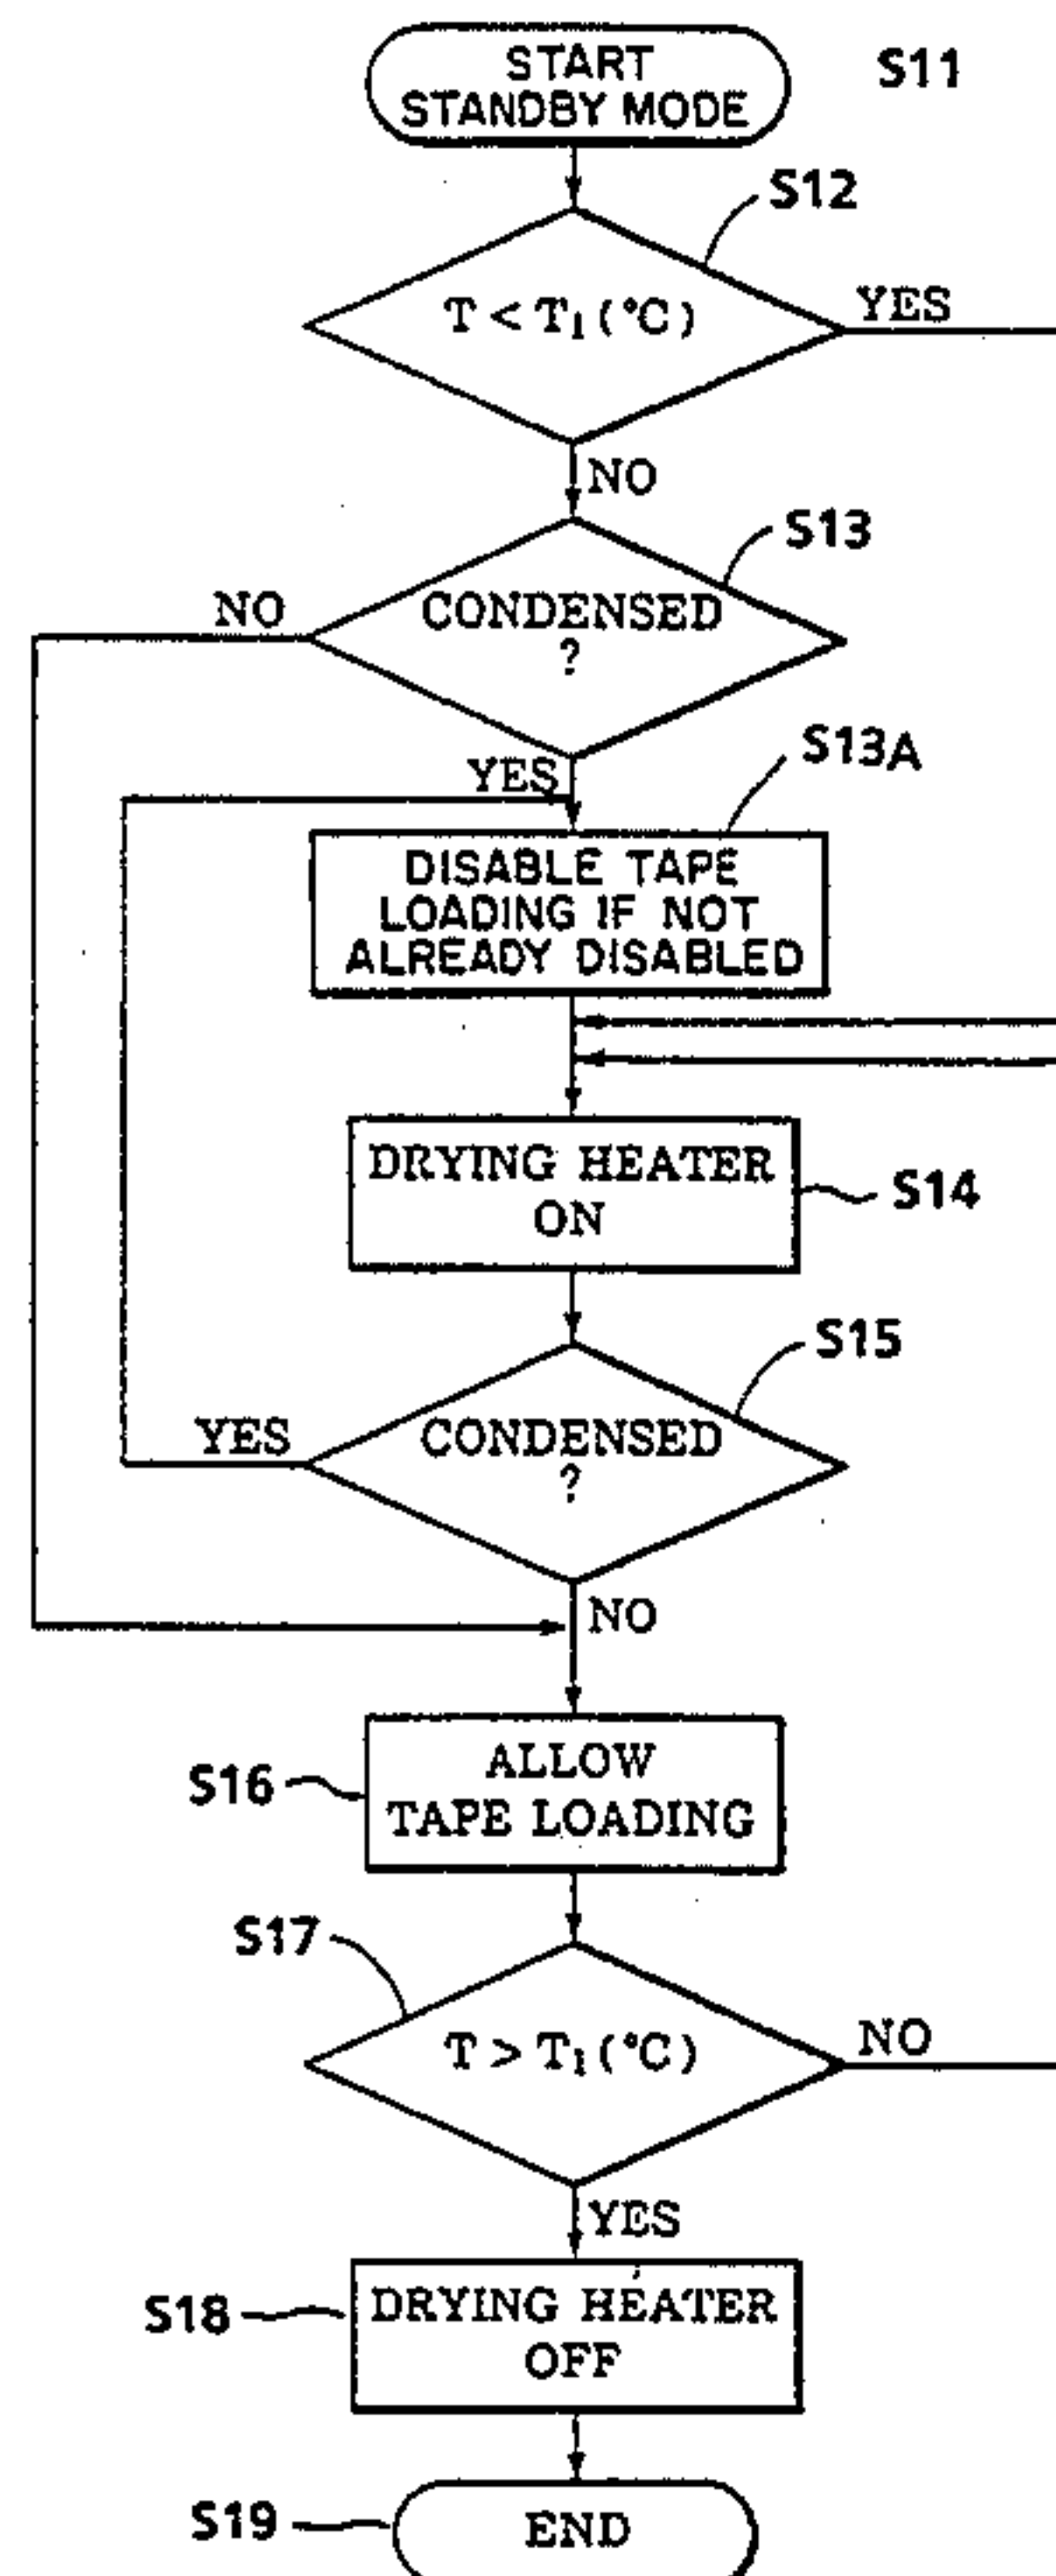 START
STANDBY MODE
S11
S12
T < T₁ (°C)
YES
NO
S13
CONDENSED
?
NO
YES
S13A
DISABLE TAPE
LOADING IF NOT
ALREADY DISABLED
DRYING HEATER
ON
S14
S15
CONDENSED
?
YES
NO
ALLOW
TAPE LOADING
S16
S17
T > T₁ (°C)
NO
YES
S18
DRYING HEATER
OFF
S19
END